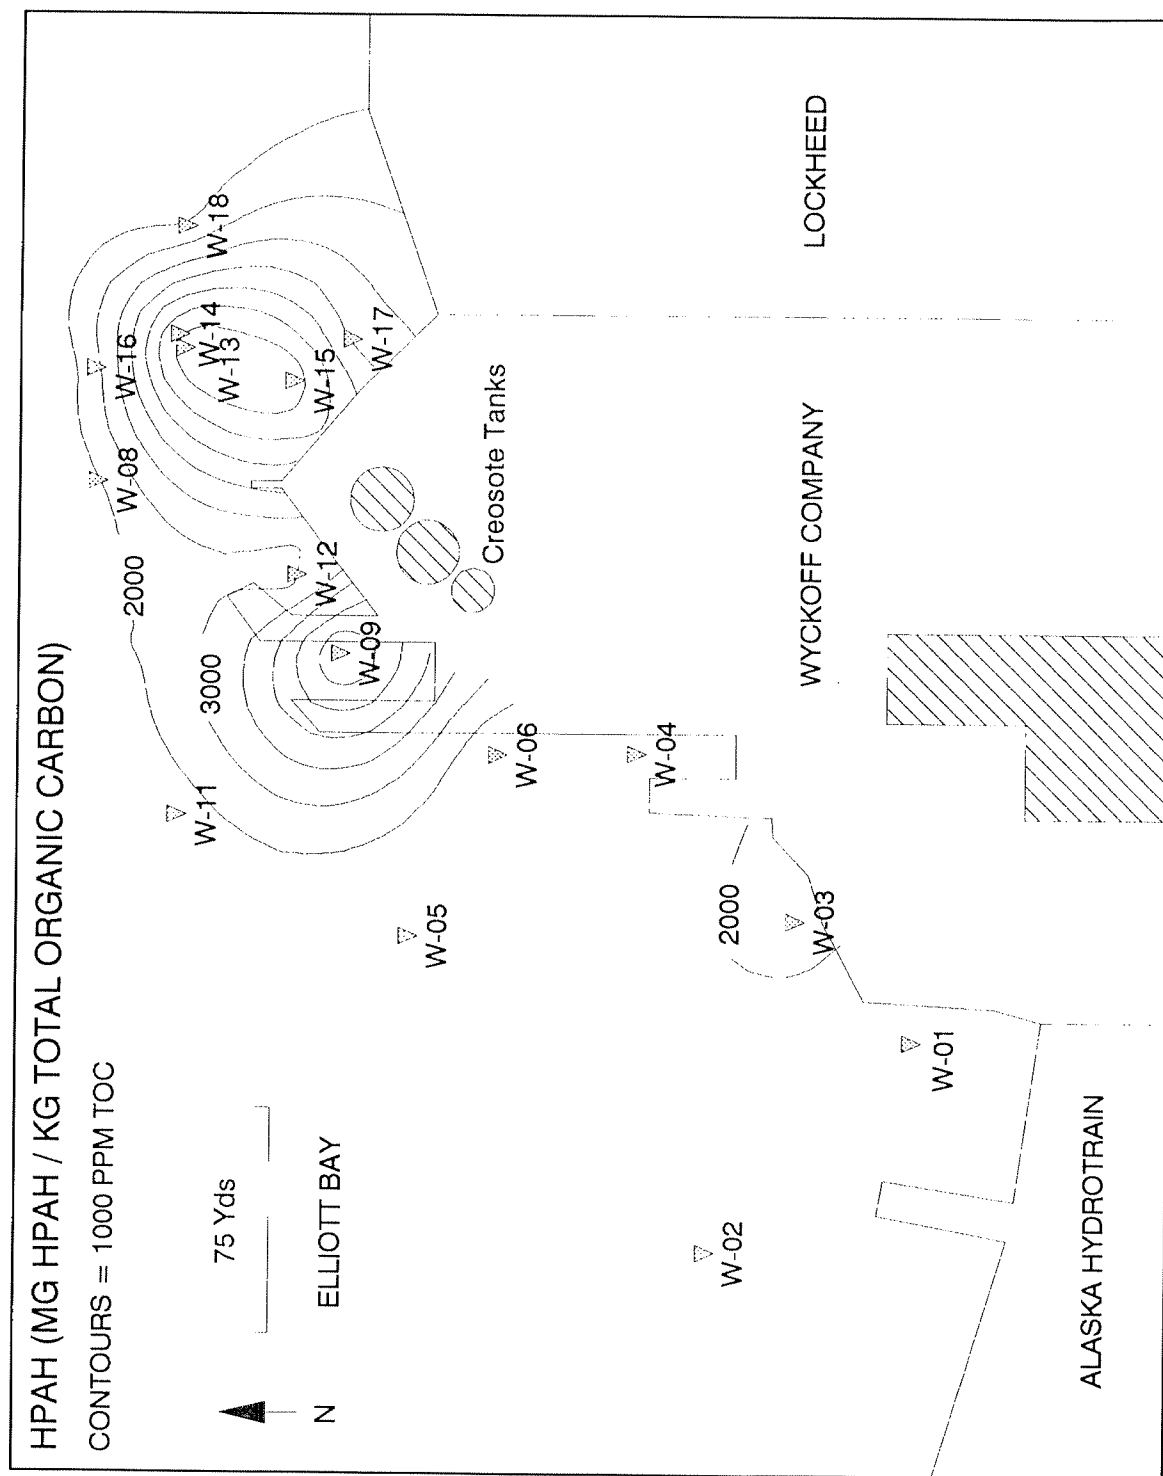 HPAH (MG HPAH / KG TOTAL ORGANIC CARBON)
CONTOURS = 1000 PPM TOC
75 Yds
N
ELLIOTT BAY
2000
3000
W-08
W-16
W-14
W-13
W-18
W-11
W-12
W-15
W-09
W-17
W-05
W-06
Creosote Tanks
W-04
W-02
2000
W-03
WYCKOFF COMPANY
LOCKHEED
W-01
ALASKA HYDROTRAIN